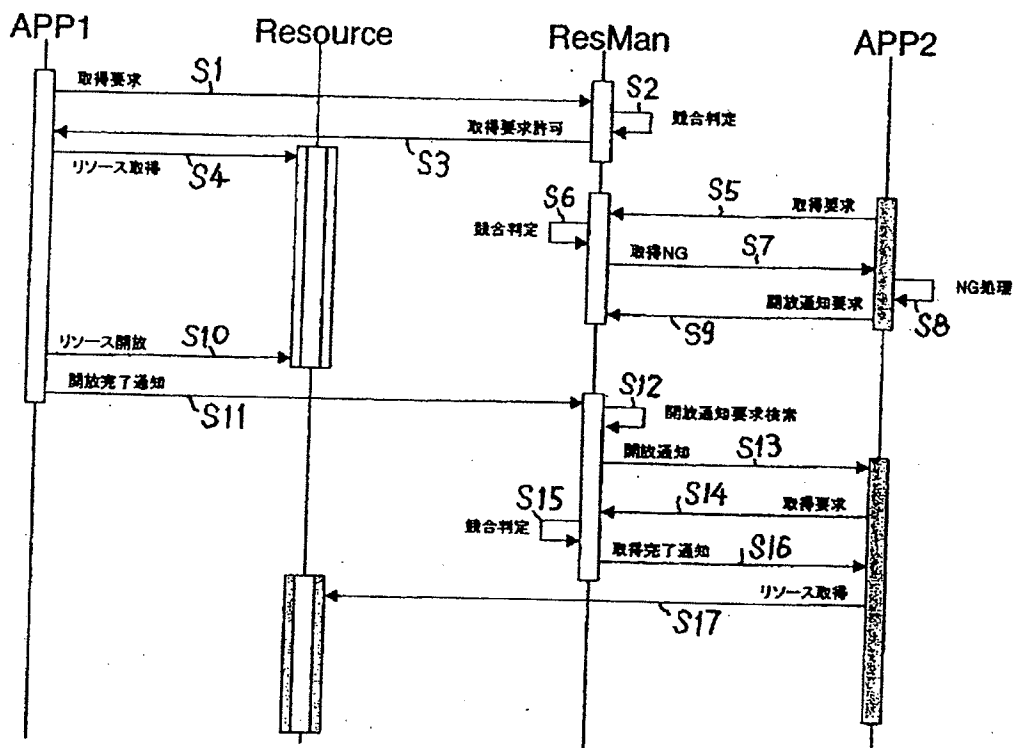 APP1
Resource
ResMan
APP2
取得要求
S1
S2
競合判定
取得要求許可
S3
リソース取得
S4
S5
取得要求
S6
競合判定
取得NG
S7
NG処理
S8
開放通知要求
S9
リソース開放
S10
開放完了通知
S11
S12
開放通知要求検索
開放通知
S13
S14
取得要求
S15
競合判定
取得完了通知
S16
リソース取得
S17